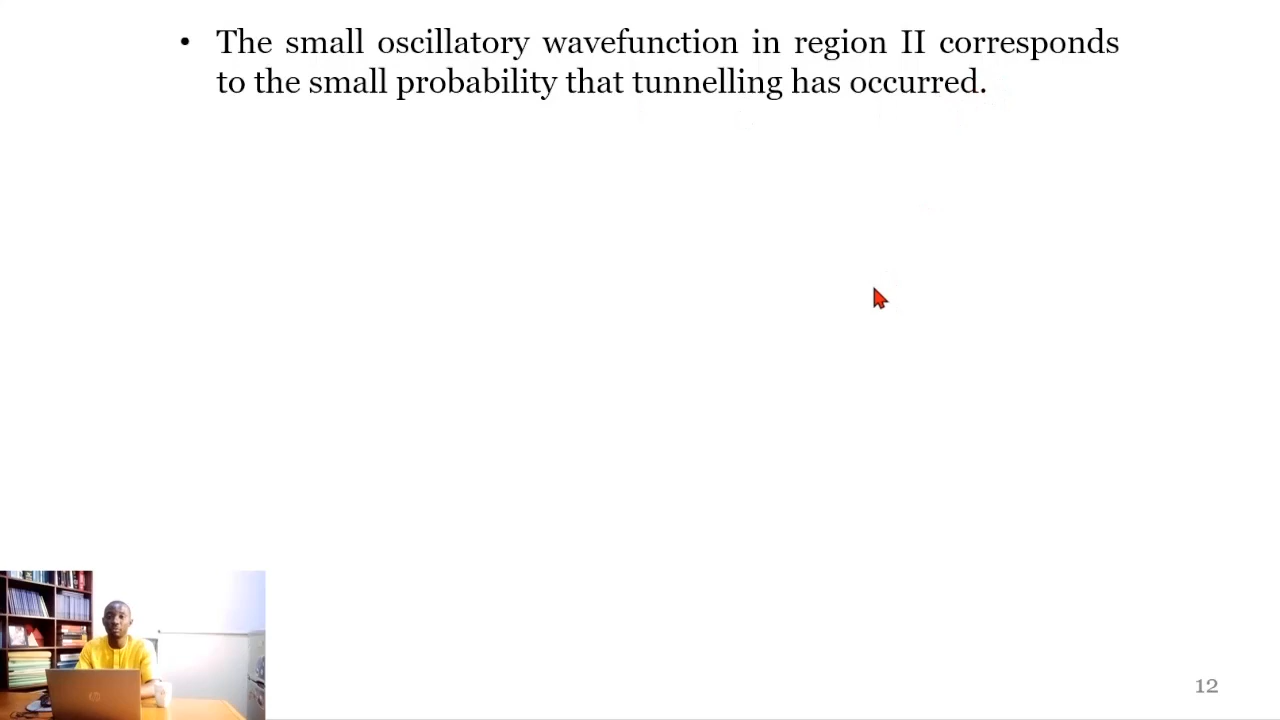 • The small oscillatory wavefunction in region II corresponds
to the small probability that tunnelling has occurred.
12